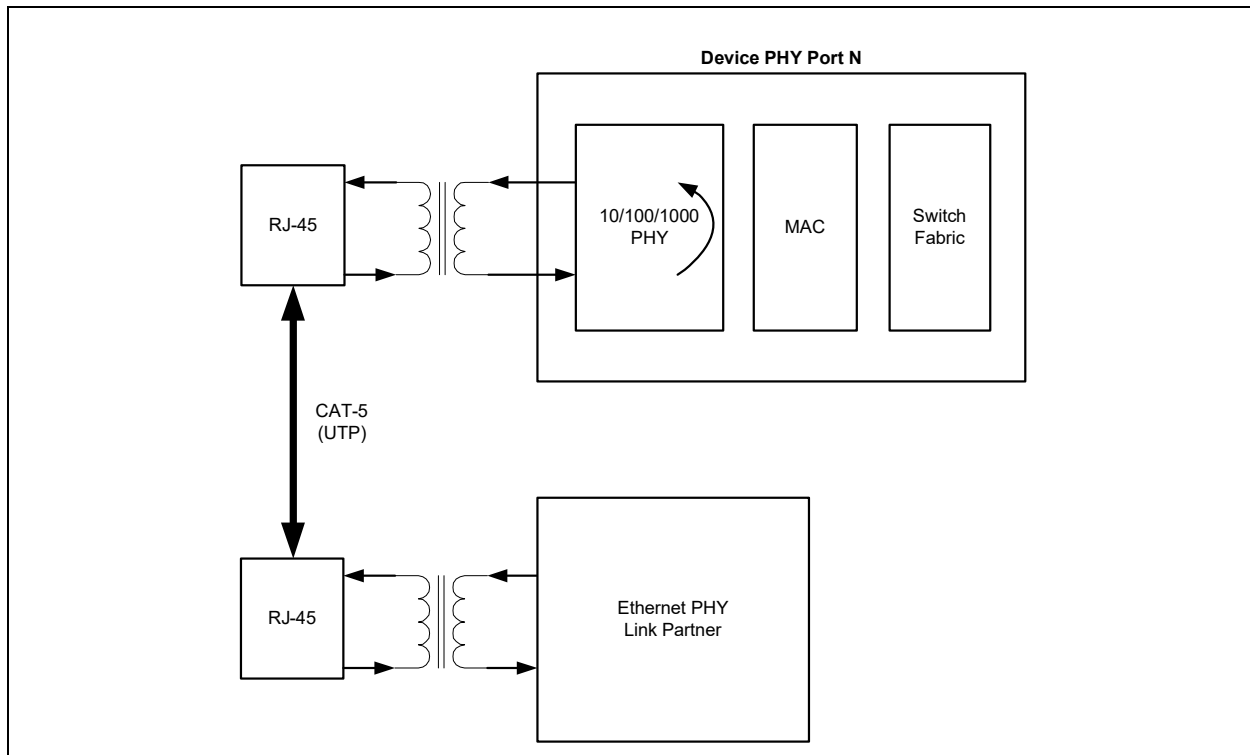 Device PHY Port N
RJ-45
10/100/1000
PHY
MAC
Switch
Fabric
CAT-5
(UTP)
RJ-45
Ethernet PHY
Link Partner